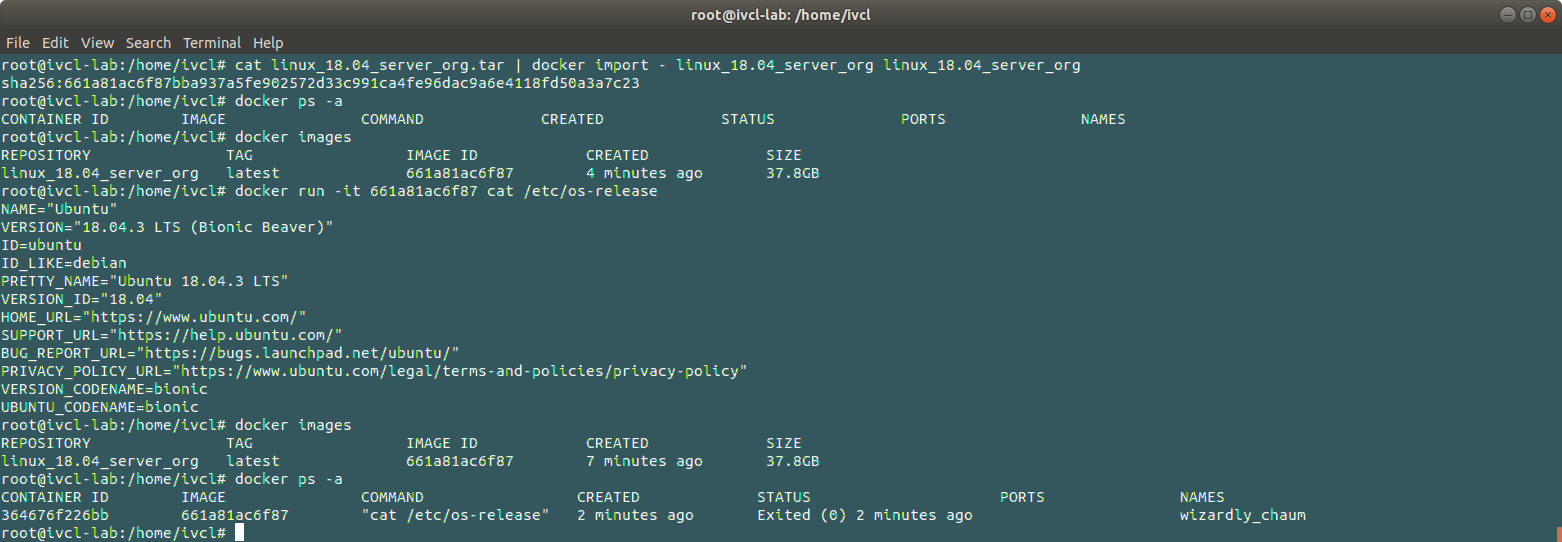 root@ivcl-lab: /home/ivcl
File Edit View Search Terminal Help
root@ivcl-lab:/home/ivcl# cat linux_18.04_server_org.tar | docker import - linux_18.04_server_org linux_18.04_server_org
sha256:661a81ac6f87bba937a5fe902572d33c991ca4fe96dac9a6e4118fd50a3a7c23
root@ivcl-lab:/home/ivcl# docker ps -a
CONTAINER ID IMAGE COMMAND CREATED STATUS PORTS NAMES
root@ivcl-lab:/home/ivcl# docker images
REPOSITORY TAG IMAGE ID CREATED SIZE
linux_18.04_server_org latest 661a81ac6f87 4 minutes ago 37.8GB
root@ivcl-lab:/home/ivcl# docker run -it 661a81ac6f87 cat /etc/os-release
NAME="Ubuntu"
VERSION="18.04.3 LTS (Bionic Beaver)"
ID=ubuntu
ID_LIKE=debian
PRETTY_NAME="Ubuntu 18.04.3 LTS"
VERSION_ID="18.04"
HOME_URL="https://www.ubuntu.com/"
SUPPORT_URL="https://help.ubuntu.com/"
BUG_REPORT_URL="https://bugs.launchpad.net/ubuntu/"
PRIVACY_POLICY_URL="https://www.ubuntu.com/legal/terms-and-policies/privacy-policy"
VERSION_CODENAME=bionic
UBUNTU_CODENAME=bionic
root@ivcl-lab:/home/ivcl# docker images
REPOSITORY TAG IMAGE ID CREATED SIZE
linux_18.04_server_org latest 661a81ac6f87 7 minutes ago 37.8GB
root@ivcl-lab:/home/ivcl# docker ps -a
CONTAINER ID IMAGE COMMAND CREATED STATUS PORTS NAMES
364676f226bb 661a81ac6f87 "cat /etc/os-release" 2 minutes ago Exited (0) 2 minutes ago wizardly_chaum
root@ivcl-lab:/home/ivcl#